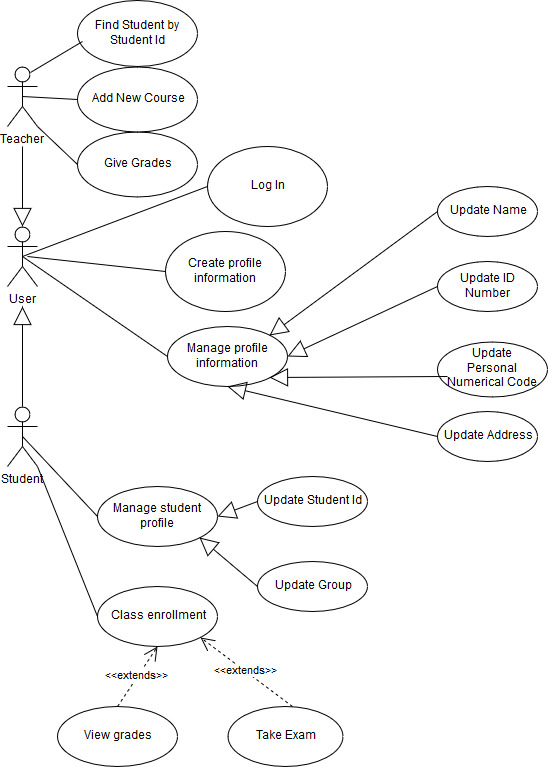 Find Student by
Student Id
Add New Course
Teacher
Give Grades
Log In
Update Name
Create profile
information
Update ID
Number
User
Manage profile
information
Update
Personal
Numerical Code
Update Address
Student
Manage student
profile
Update Student Id
Update Group
Class enrollment
<<extends>>
<<extends>>
View grades
Take Exam